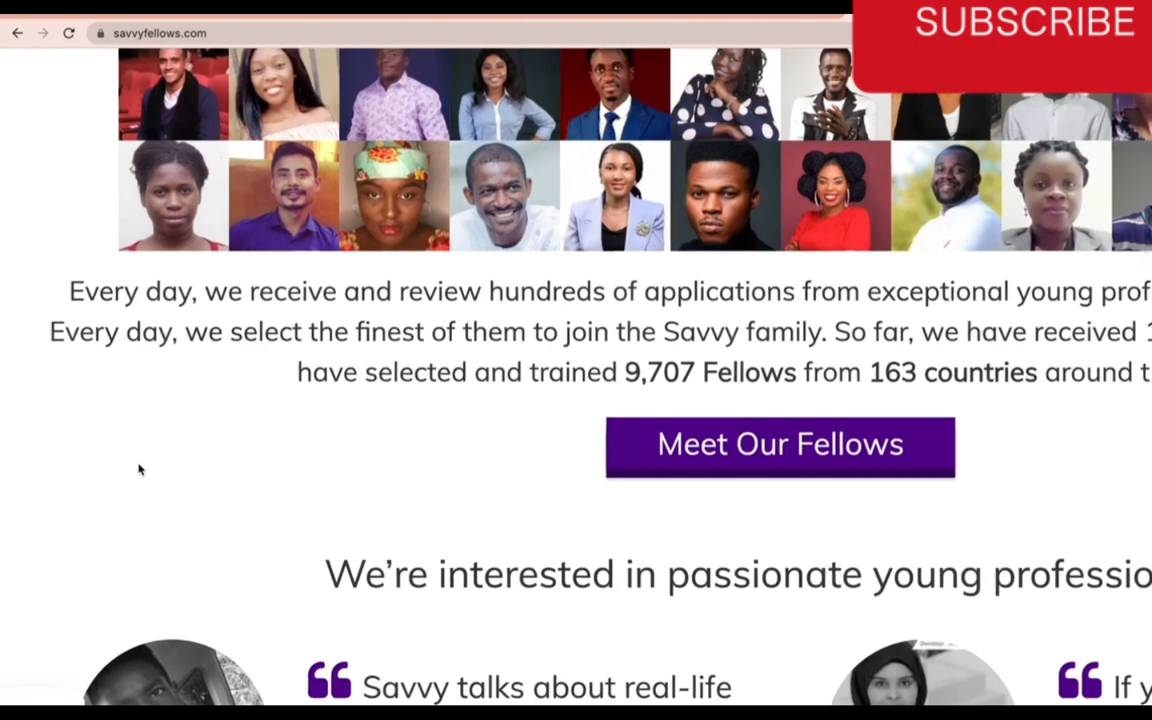 SUBSCRIBE
savvyfellows.com
Every day, we receive and review hundreds of applications from exceptional young prof
Every day, we select the finest of them to join the Savvy family. So far, we have received 1
have selected and trained 9,707 Fellows from 163 countries around t
Meet Our Fellows
We're interested in passionate young professio
Savvy talks about real-life
If y